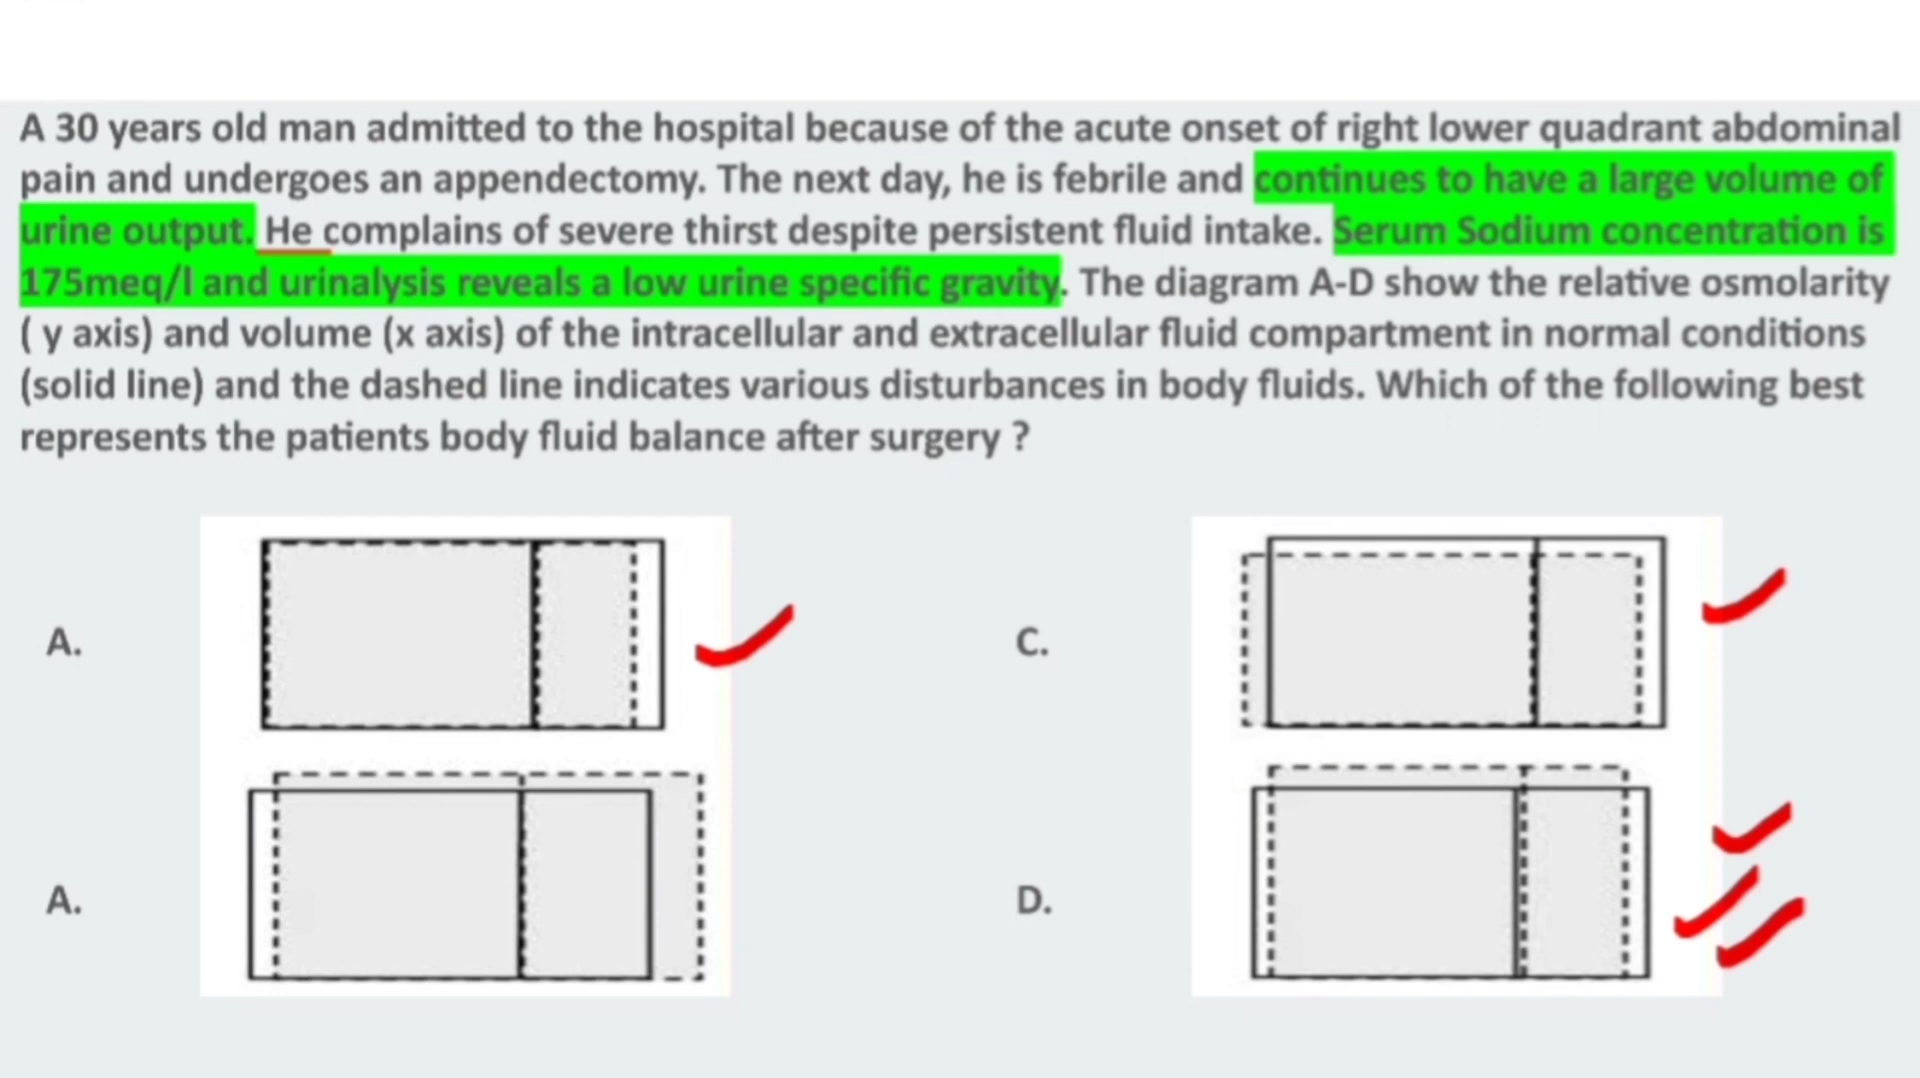 A 30 years old man admitted to the hospital because of the acute onset of right lower quadrant abdominal
pain and undergoes an appendectomy. The next day, he is febrile and continues to have a large volume of
urine output. He complains of severe thirst despite persistent fluid intake. Serum Sodium concentration is
175meq/l and urinalysis reveals a low urine specific gravity. The diagram A-D show the relative osmolarity
( y axis) and volume (x axis) of the intracellular and extracellular fluid compartment in normal conditions
(solid line) and the dashed line indicates various disturbances in body fluids. Which of the following best
represents the patients body fluid balance after surgery ?
A.
C.
A.
D.